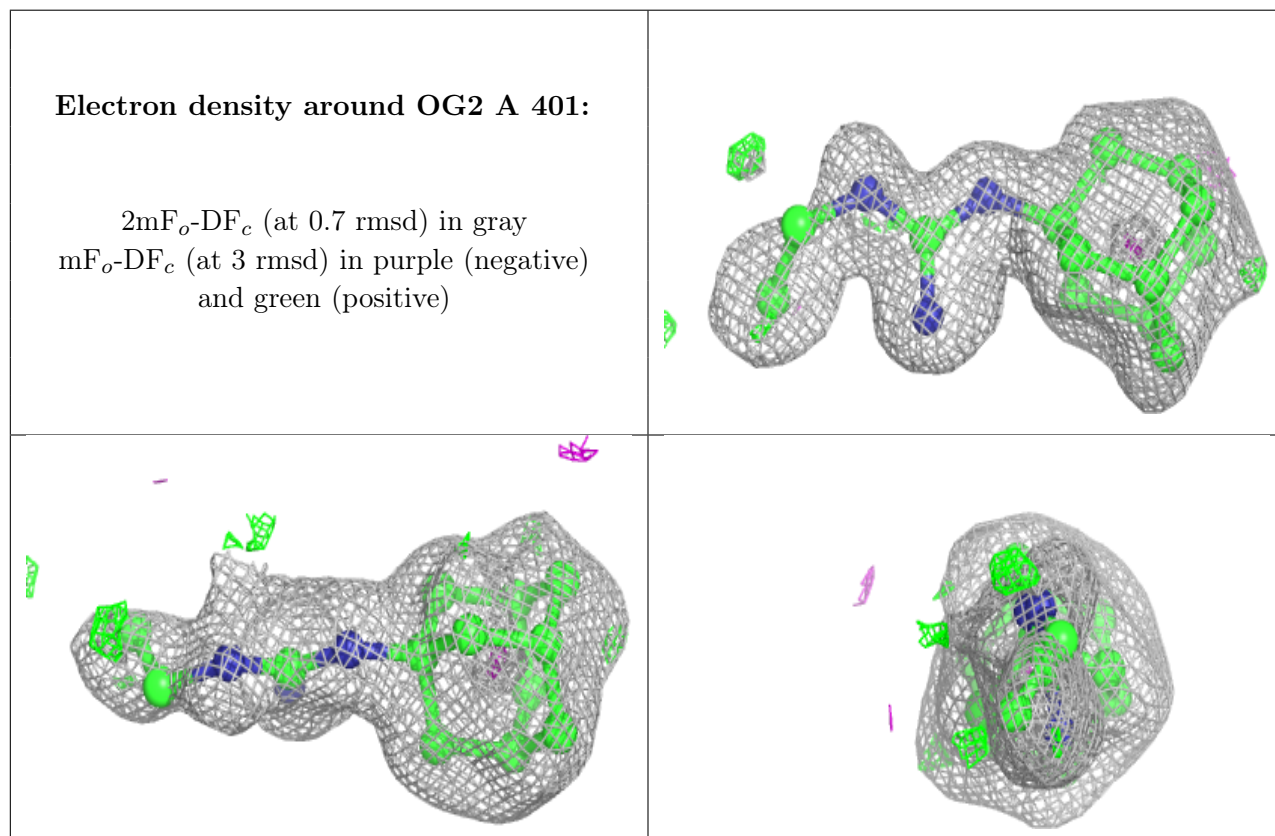 Electron density around OG2 A 401:
2mFo-DFc (at 0.7 rmsd) in gray
mFo-DFc (at 3 rmsd) in purple (negative)
and green (positive)